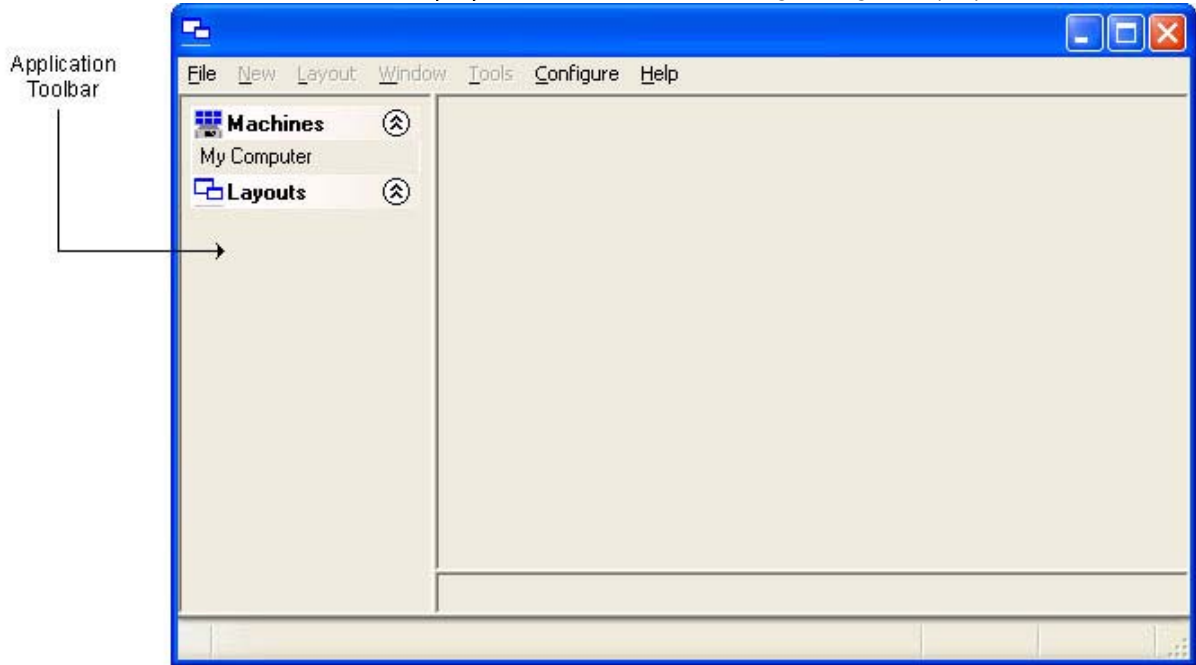 Application
Toolbar
File New Layout Window Tools Configure Help
Machines
My Computer
Layouts